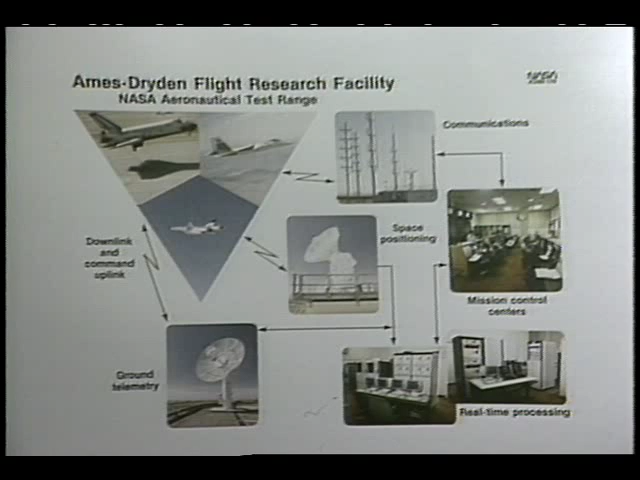 Ames-Dryden Flight Research Facility
NASA Aeronautical Test Range
NASA
Communications
Space
positioning
Downlink
and
command
uplink
Mission control
centers
Ground
telemetry
Real-time processing